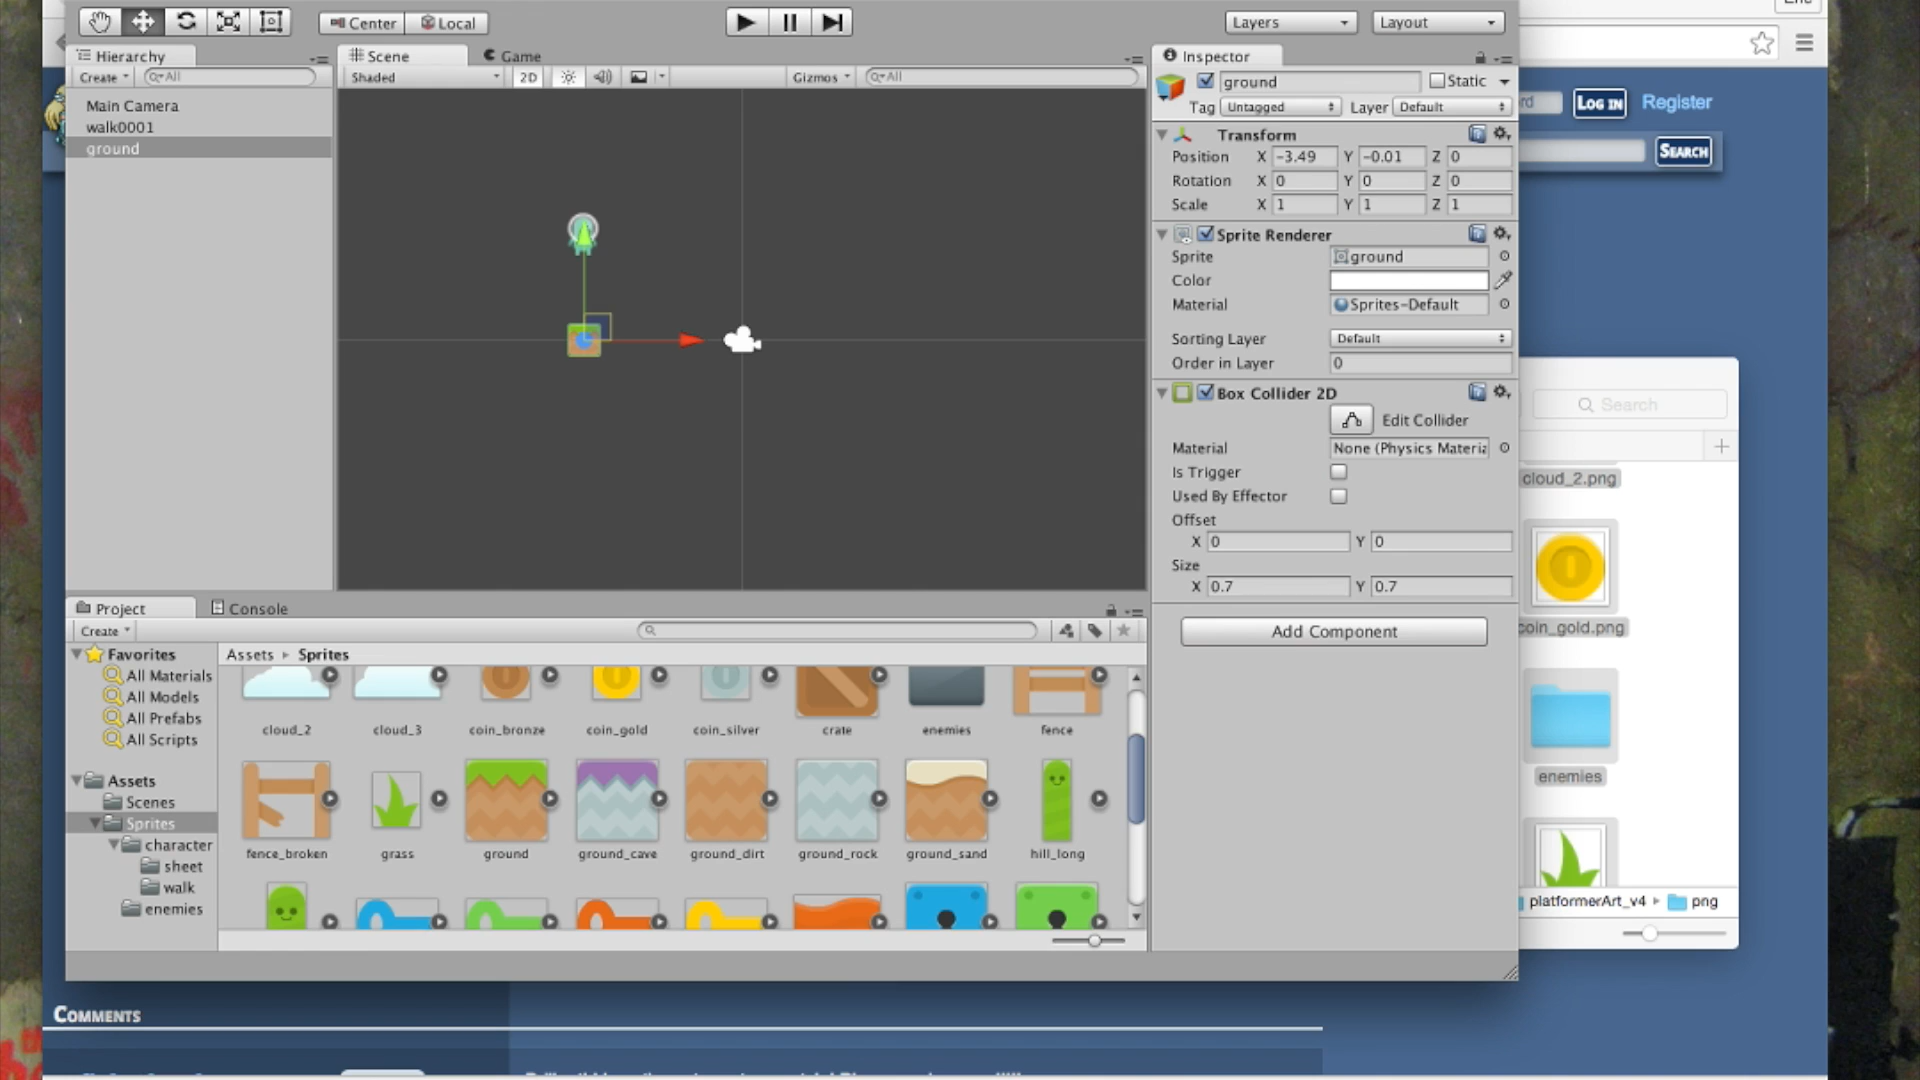 Center
Local
Layers
Layout
Hierarchy
Create
All
Main Camera
walk0001
ground
Scene
Game
Shaded
2D
Gizmos
All
Inspector
ground
Static
Tag Untagged Layer Default
Transform
Position X -3.49 Y -0.01 Z 0
Rotation X 0 Y 0 Z 0
Scale X 1 Y 1 Z 1
Sprite Renderer
Sprite ground
Color
Material Sprites-Default
Sorting Layer Default
Order in Layer 0
Box Collider 2D
Edit Collider
Material None (Physics Materia
Is Trigger
Used By Effector
Offset
X 0 Y 0
Size
X 0.7 Y 0.7
Add Component
Project
Console
Create
Favorites
All Materials
All Models
All Prefabs
All Scripts
Assets
Scenes
Sprites
character
sheet
walk
enemies
Assets Sprites
cloud_2 cloud_3 coin_bronze coin_gold coin_silver crate enemies fence
fence_broken grass ground ground_cave ground_dirt ground_rock ground_sand hill_long
Log in Register
Search
Search
cloud_2.png
coin_gold.png
enemies
platformerArt_v4 png
Comments